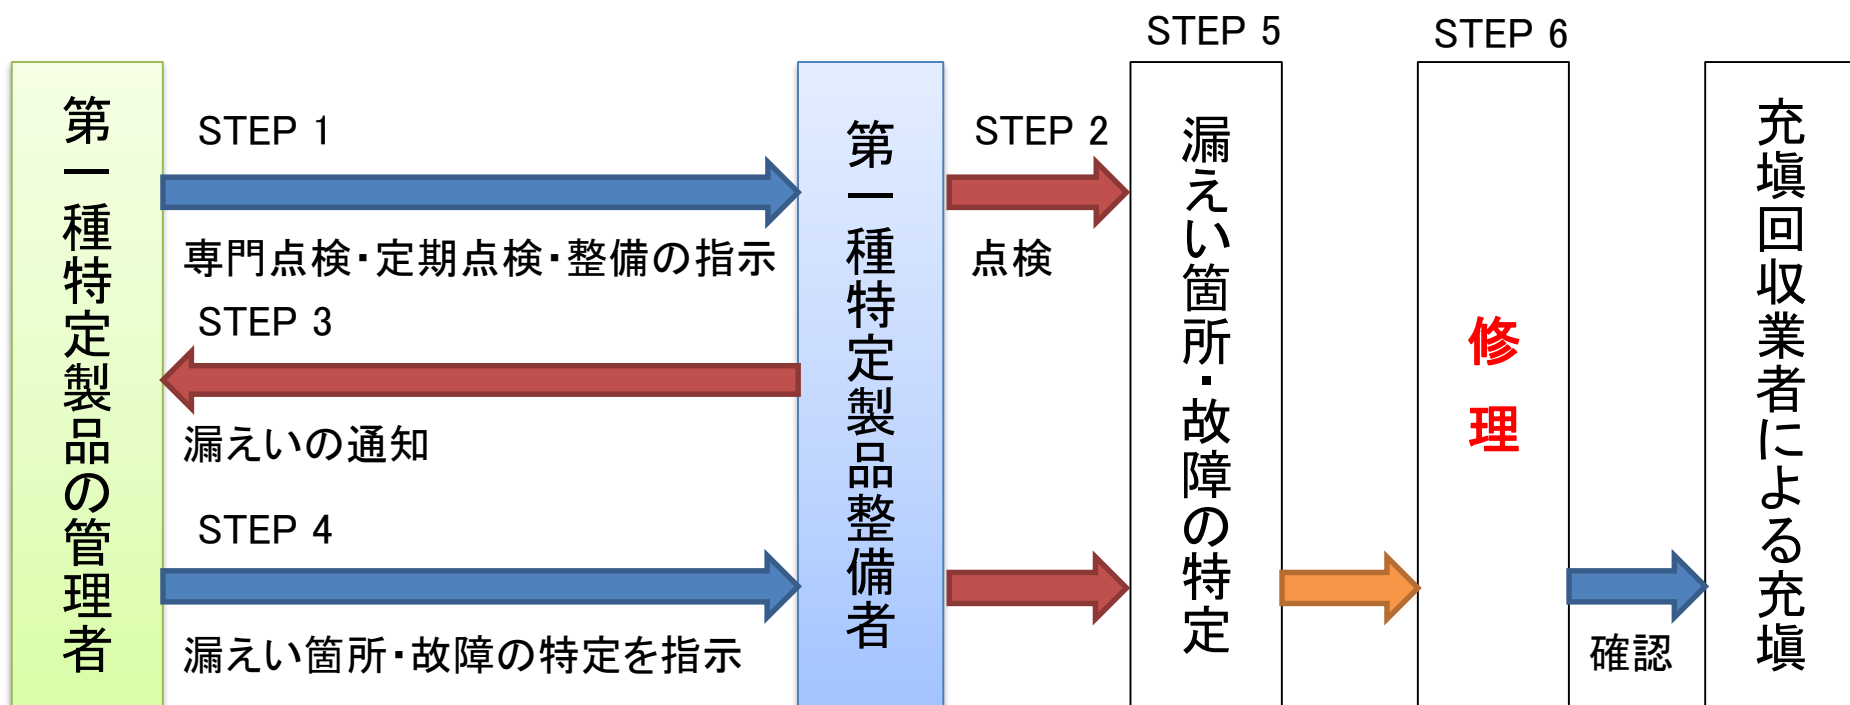 STEP 5
STEP 6
第一種特定製品の管理者
STEP 1
専門点検・定期点検・整備の指示
STEP 3
漏えいの通知
STEP 4
漏えい箇所・故障の特定を指示
第一種特定製品整備者
STEP 2
点検
漏えい箇所・故障の特定
修理
確認
充塡回収業者による充塡